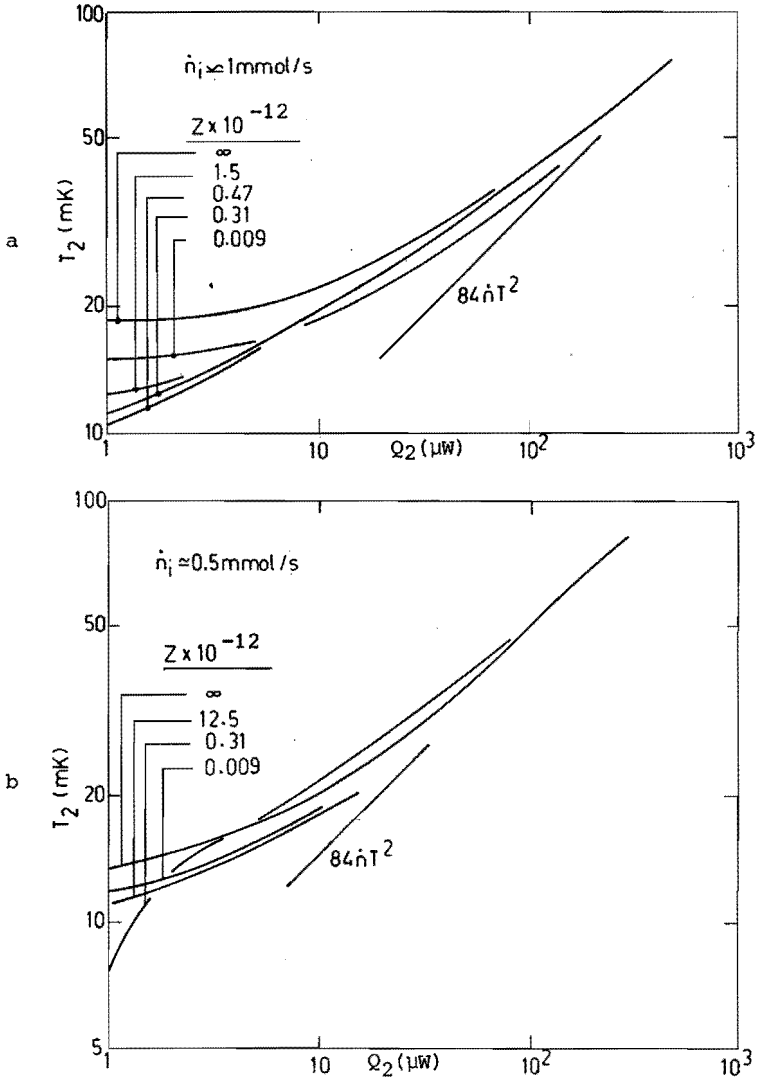 a
100
50
20
10
T₂ (mK)
ṅᵢ ≃ 1mmol/s
Z x 10 ⁻¹²
∞
1.5
0.47
0.31
0.009
84ṅT²
1
10
Q₂(μW)
10²
10³
b
100
50
20
10
5
T₂ (mK)
ṅᵢ ≃ 0.5mmol/s
Z x 10 ⁻¹²
∞
12.5
0.31
0.009
84ṅT²
10
Q₂(μW)
10²
10³